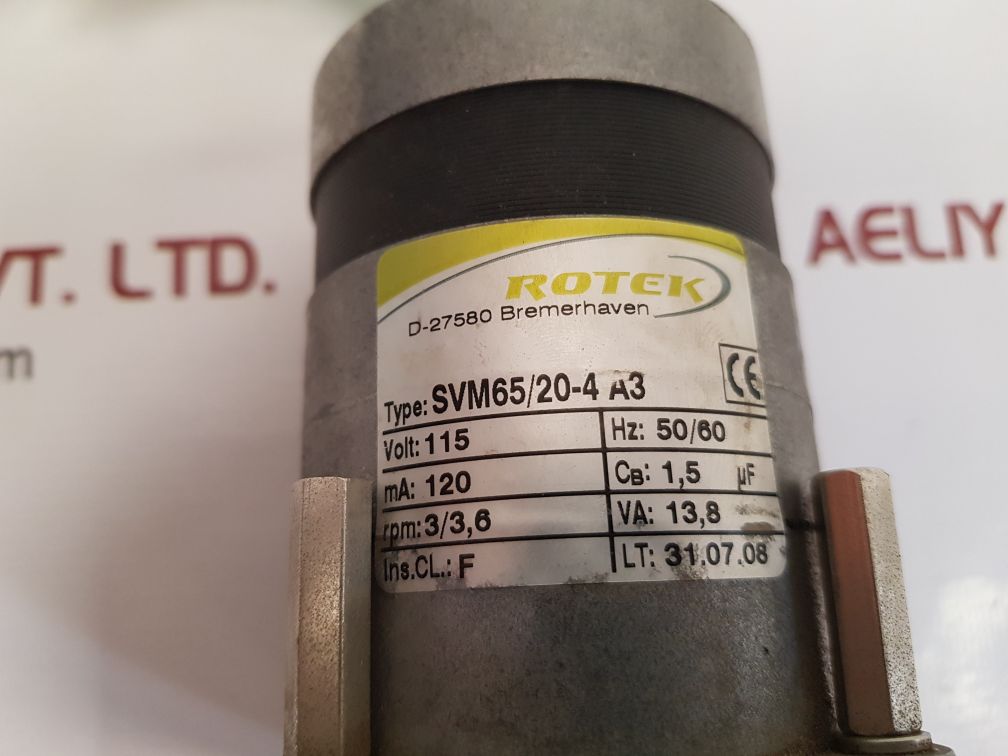 VT. LTD.
AELIY
m
ROTEK
D-27580 Bremerhaven
CE
Type: SVM65/20-4 A3
Volt: 115 Hz: 50/60
mA: 120 CB: 1,5 µF
rpm: 3/3,6 VA: 13,8
Ins.CL.: F LT: 31.07.08